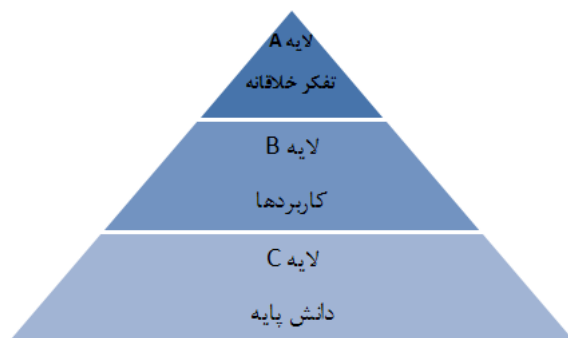 لایه A
تفکر خلاقانه
لایه B
کاربردها
لایه C
دانش پایه